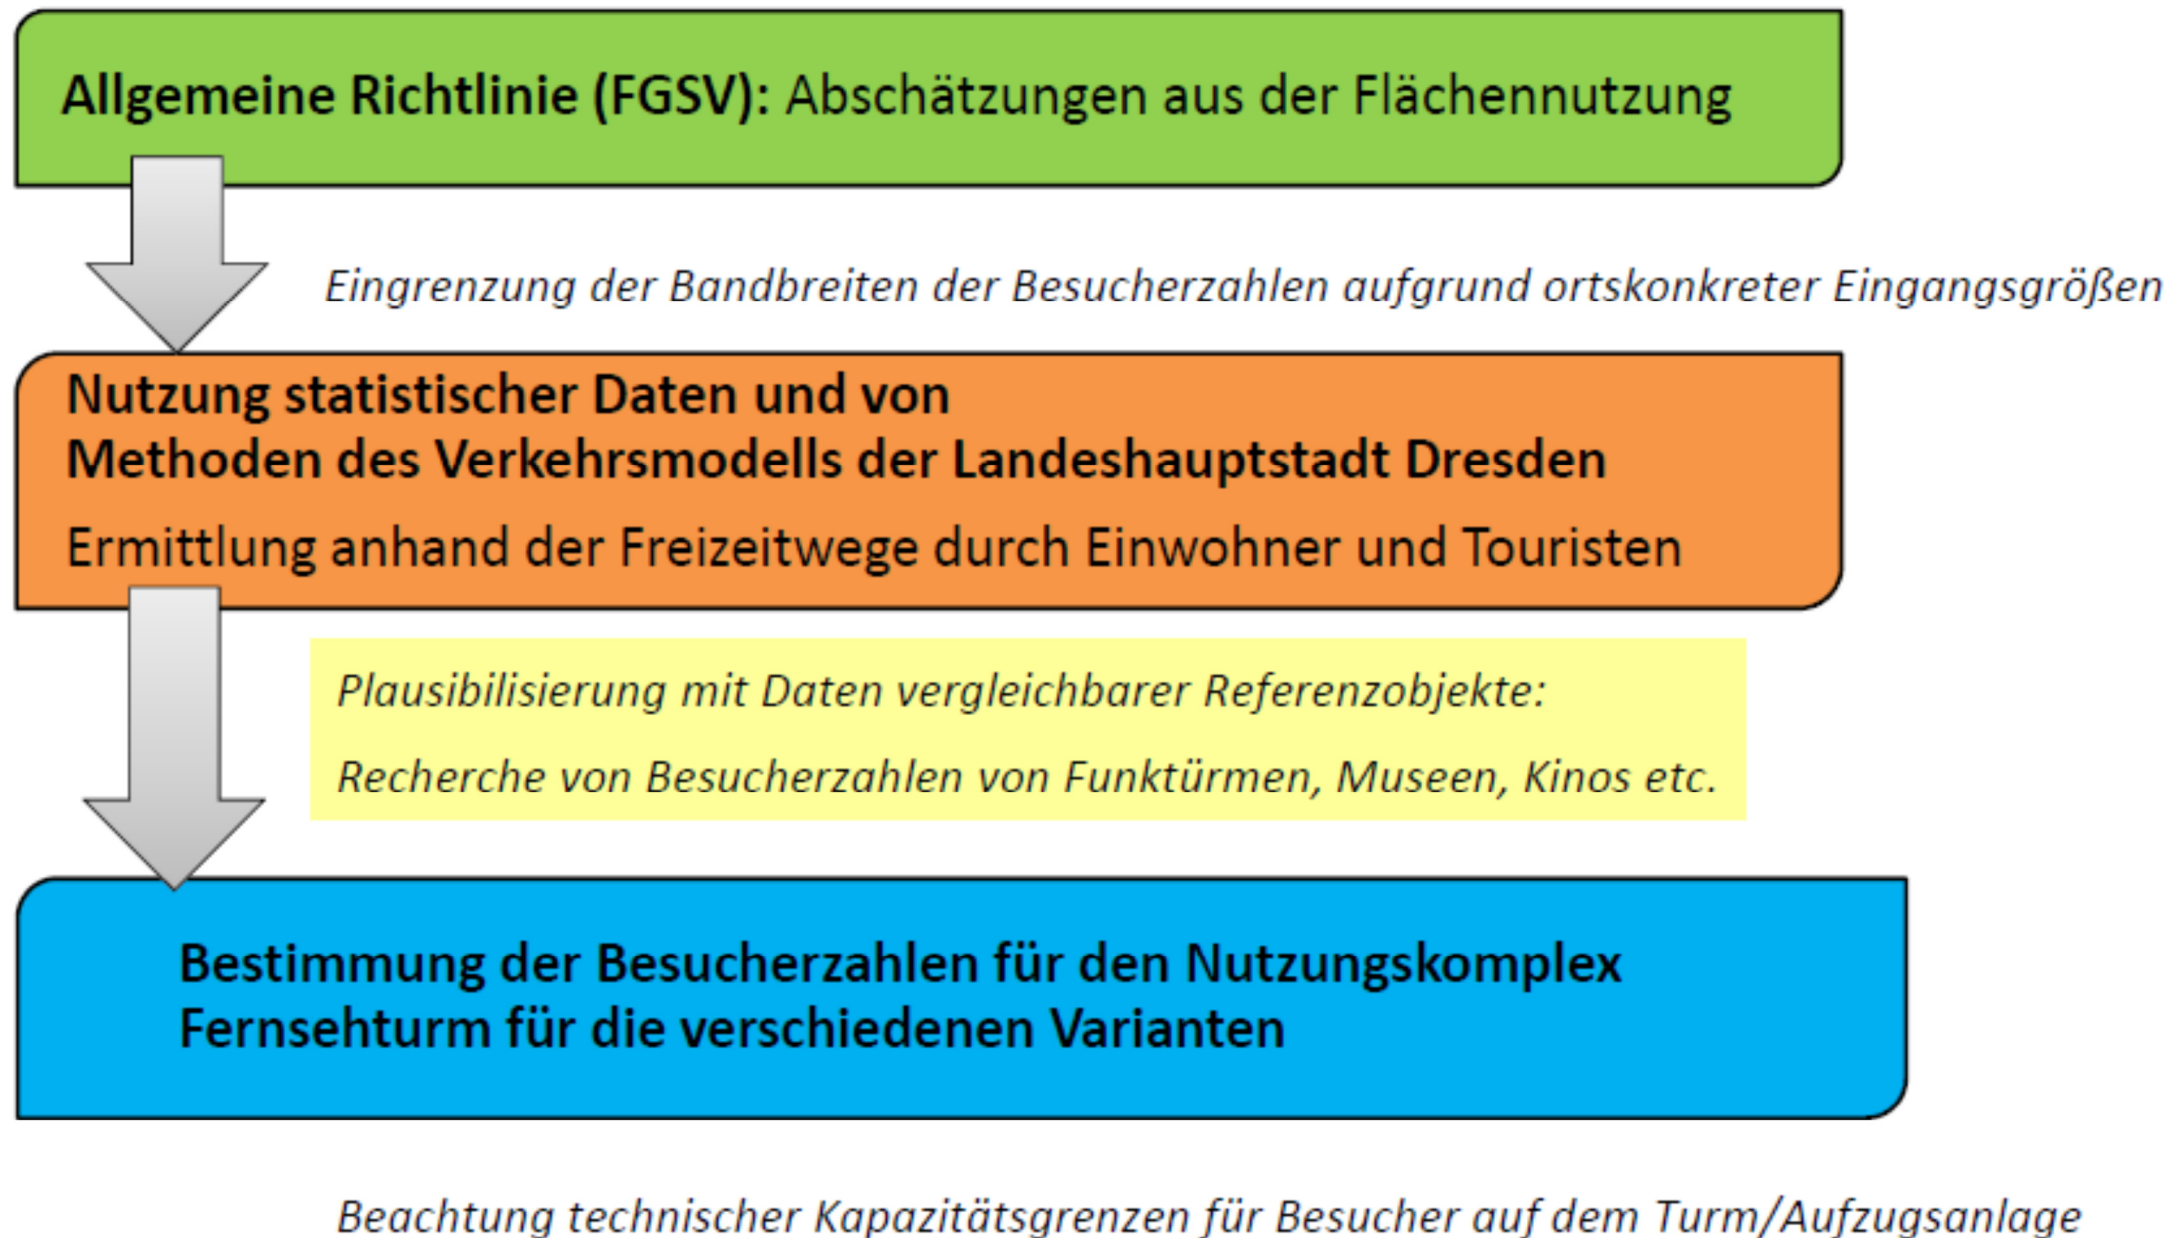 Allgemeine Richtlinie (FGSV): Abschätzungen aus der Flächennutzung
Eingrenzung der Bandbreiten der Besucherzahlen aufgrund ortskonkreter Eingangsgrößen
Nutzung statistischer Daten und von
Methoden des Verkehrsmodells der Landeshauptstadt Dresden
Ermittlung anhand der Freizeitwege durch Einwohner und Touristen
Plausibilisierung mit Daten vergleichbarer Referenzobjekte:
Recherche von Besucherzahlen von Funktürmen, Museen, Kinos etc.
Bestimmung der Besucherzahlen für den Nutzungskomplex
Fernsehturm für die verschiedenen Varianten
Beachtung technischer Kapazitätsgrenzen für Besucher auf dem Turm/Aufzugsanlage